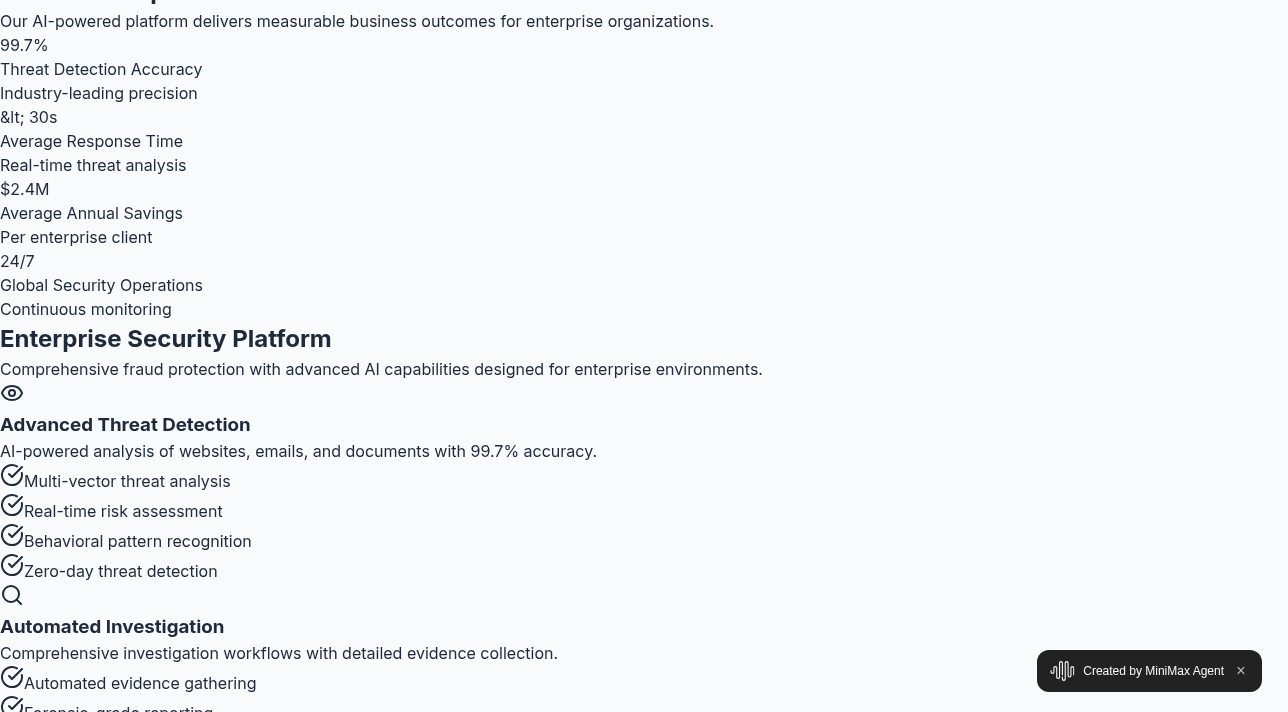 Our AI-powered platform delivers measurable business outcomes for enterprise organizations.
99.7%
Threat Detection Accuracy
Industry-leading precision
&lt; 30s
Average Response Time
Real-time threat analysis
$2.4M
Average Annual Savings
Per enterprise client
24/7
Global Security Operations
Continuous monitoring
Enterprise Security Platform
Comprehensive fraud protection with advanced AI capabilities designed for enterprise environments.
Advanced Threat Detection
AI-powered analysis of websites, emails, and documents with 99.7% accuracy.
Multi-vector threat analysis
Real-time risk assessment
Behavioral pattern recognition
Zero-day threat detection
Automated Investigation
Comprehensive investigation workflows with detailed evidence collection.
Automated evidence gathering
Forensic-grade reporting
Created by MiniMax Agent ×